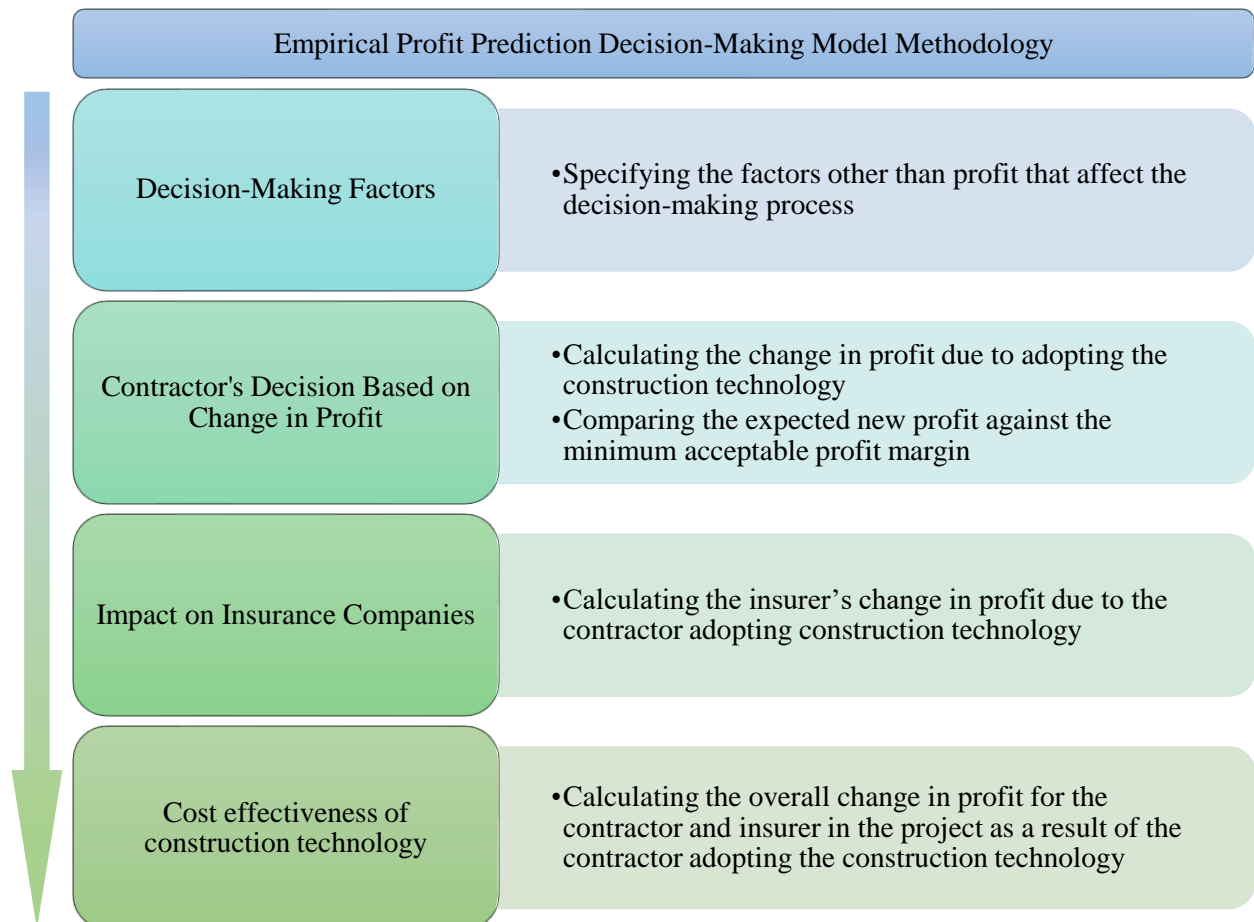 Empirical Profit Prediction Decision-Making Model Methodology
Decision-Making Factors
•Specifying the factors other than profit that affect the
decision-making process
Contractor's Decision Based on
Change in Profit
•Calculating the change in profit due to adopting the
construction technology
•Comparing the expected new profit against the
minimum acceptable profit margin
Impact on Insurance Companies
•Calculating the insurer’s change in profit due to the
contractor adopting construction technology
Cost effectiveness of
construction technology
•Calculating the overall change in profit for the
contractor and insurer in the project as a result of the
contractor adopting the construction technology